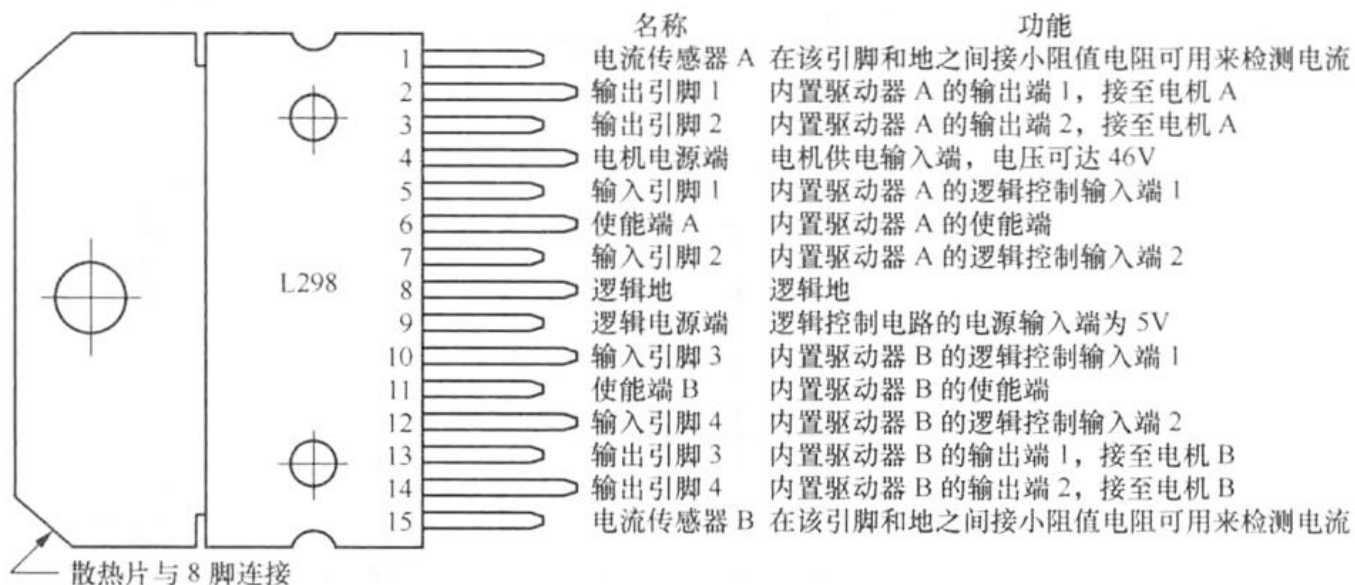 名称 功能
1 电流传感器 A 在该引脚和地之间接小阻值电阻可用来检测电流
2 输出引脚 1 内置驱动器 A 的输出端 1，接至电机 A
3 输出引脚 2 内置驱动器 A 的输出端 2，接至电机 A
4 电机电源端 电机供电输入端，电压可达 46V
5 输入引脚 1 内置驱动器 A 的逻辑控制输入端 1
6 使能端 A 内置驱动器 A 的使能端
7 输入引脚 2 内置驱动器 A 的逻辑控制输入端 2
L298
8 逻辑地 逻辑地
9 逻辑电源端 逻辑控制电路的电源输入端为 5V
10 输入引脚 3 内置驱动器 B 的逻辑控制输入端 1
11 使能端 B 内置驱动器 B 的使能端
12 输入引脚 4 内置驱动器 B 的逻辑控制输入端 2
13 输出引脚 3 内置驱动器 B 的输出端 1，接至电机 B
14 输出引脚 4 内置驱动器 B 的输出端 2，接至电机 B
15 电流传感器 B 在该引脚和地之间接小阻值电阻可用来检测电流
散热片与 8 脚连接